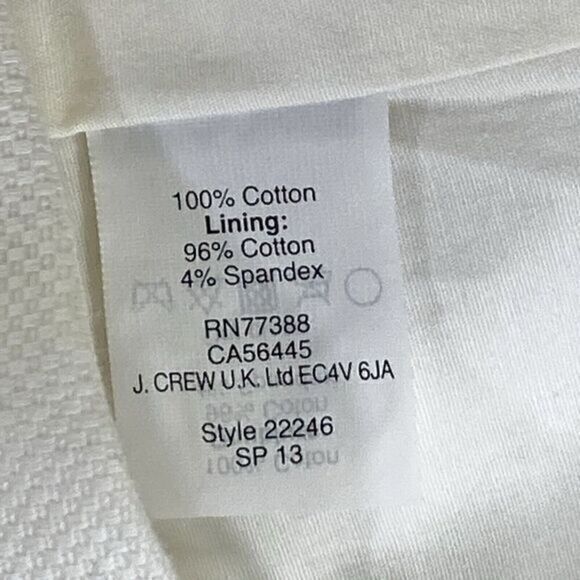 100% Cotton
Lining:
96% Cotton
4% Spandex
RN77388
CA56445
J. CREW U.K. Ltd EC4V 6JA
Style 22246
SP 13